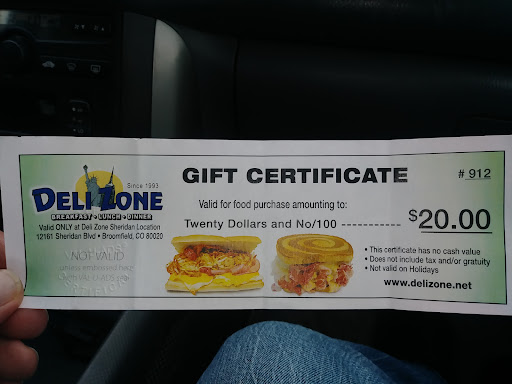 DELI ZONE
Since 1993
BREAKFAST • LUNCH • DINNER
Valid ONLY at Deli Zone Sheridan Location
12161 Sheridan Blvd • Broomfield, CO 80020
NOT VALID
unless embossed here
GIFT CERTIFICATE
# 912
Valid for food purchase amounting to:
Twenty Dollars and No/100 ------------
$20.00
• This certificate has no cash value
• Does not include tax and/or gratuity
• Not valid on Holidays
www.delizone.net